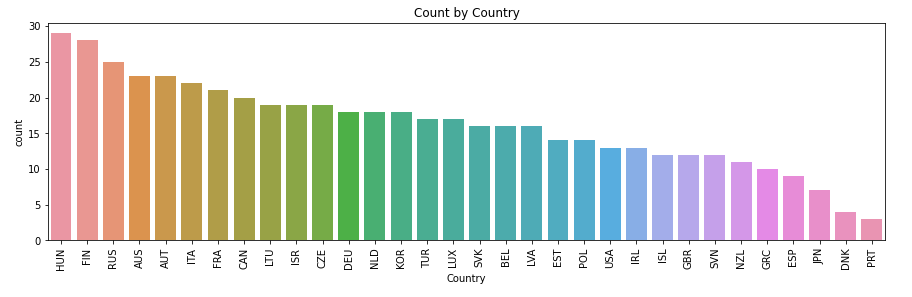 Count by Country
30
25
20
15
10
5
0
count
HUN FIN RUS AUS AUT ITA FRA CAN LTU ISR CZE DEU NLD KOR TUR LUX SVK BEL LVA EST POL USA IRL ISL GBR SVN NZL GRC ESP JPN DNK PRT
Country